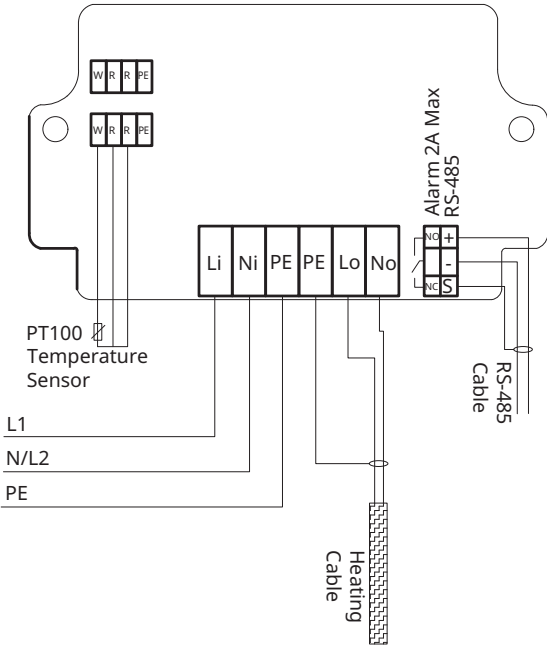 W R R PE
W R R PE
Alarm 2A Max
RS-485
Li Ni PE PE Lo No
NO +
-
NC S
PT100
Temperature
Sensor
RS-485
Cable
L1
N/L2
PE
Heating
Cable